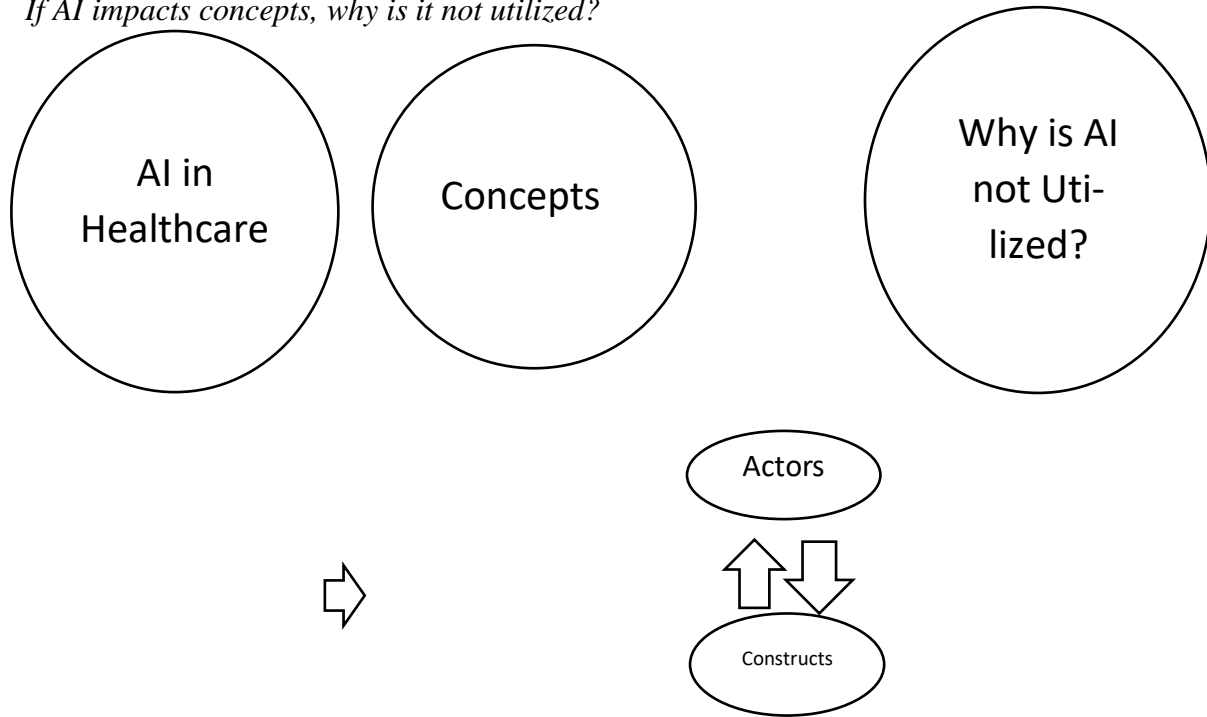 If AI impacts concepts, why is it not utilized?
AI in
Healthcare
Concepts
Why is AI
not Uti-
lized?
Actors
Constructs